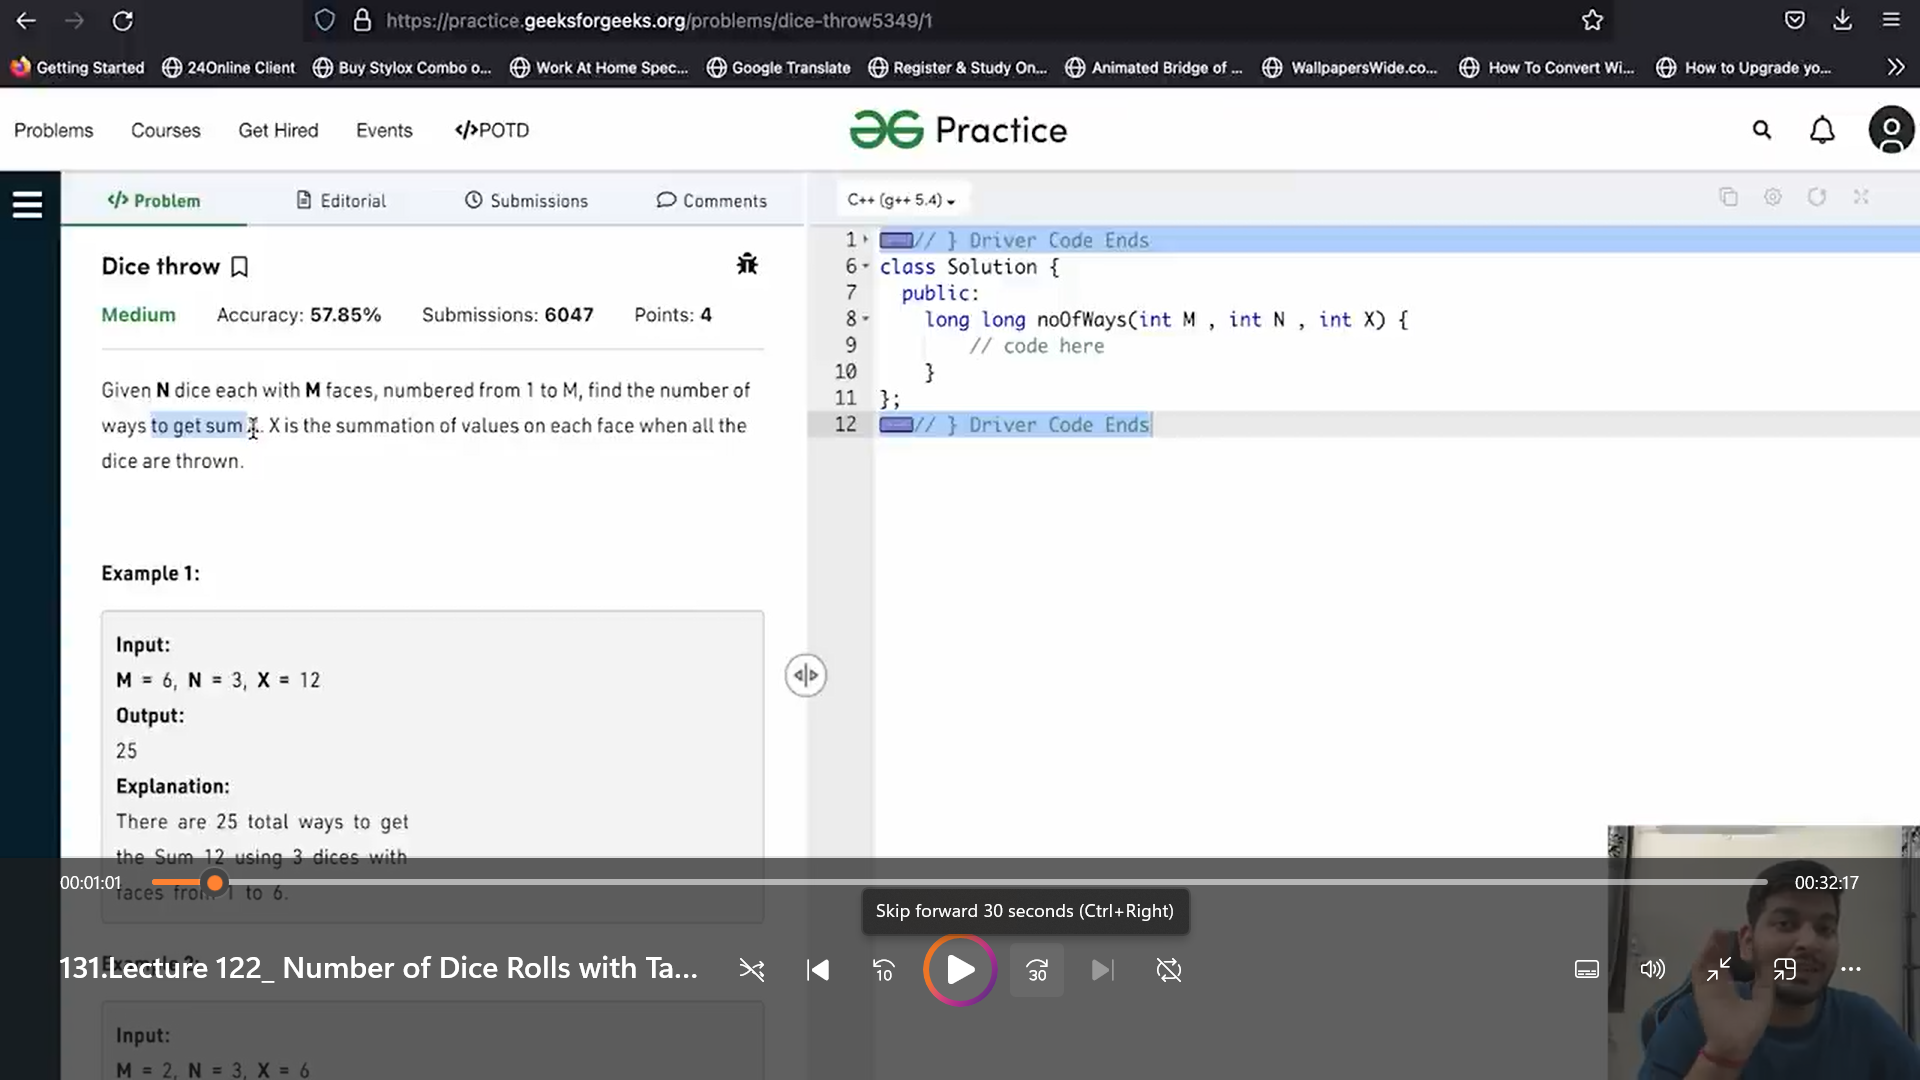 https://practice.geeksforgeeks.org/problems/dice-throw5349/1
Getting Started 24Online Client Buy Stylox Combo o... Work At Home Spec... Google Translate Register & Study On... Animated Bridge of ... WallpapersWide.co... How To Convert Wi... How to Upgrade yo...
Problems Courses Get Hired Events </>POTD Practice
</> Problem Editorial Submissions Comments
C++ (g++ 5.4)
Dice throw
Medium Accuracy: 57.85% Submissions: 6047 Points: 4
Given N dice each with M faces, numbered from 1 to M, find the number of
ways to get sum . X is the summation of values on each face when all the
dice are thrown.
Example 1:
Input:
M = 6, N = 3, X = 12
Output:
25
Explanation:
There are 25 total ways to get
the Sum 12 using 3 dices with
faces from 1 to 6.
Input:
M = 2, N = 3, X = 6
1 // } Driver Code Ends
6 class Solution {
7 public:
8 long long noOfWays(int M , int N , int X) {
9 // code here
10 }
11 };
12 // } Driver Code Ends
00:01:01 00:32:17
Skip forward 30 seconds (Ctrl+Right)
131.Lecture 122_ Number of Dice Rolls with Ta...
10
30